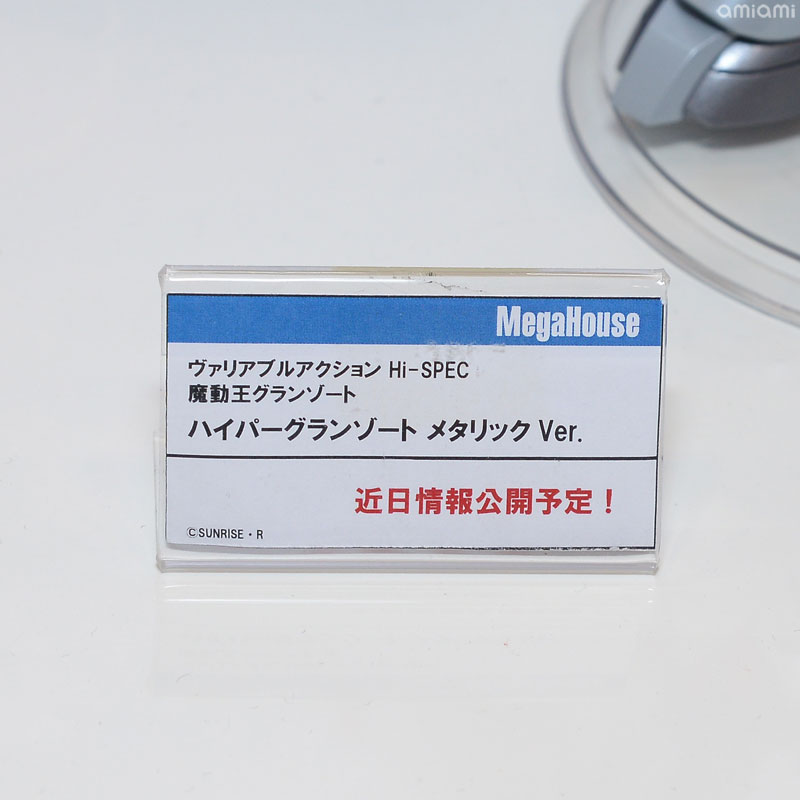 amiami
MegaHouse
ヴァリアブルアクション Hi-SPEC
魔動王グランゾート
ハイパーグランゾート メタリック Ver.
近日情報公開予定！
©SUNRISE・R